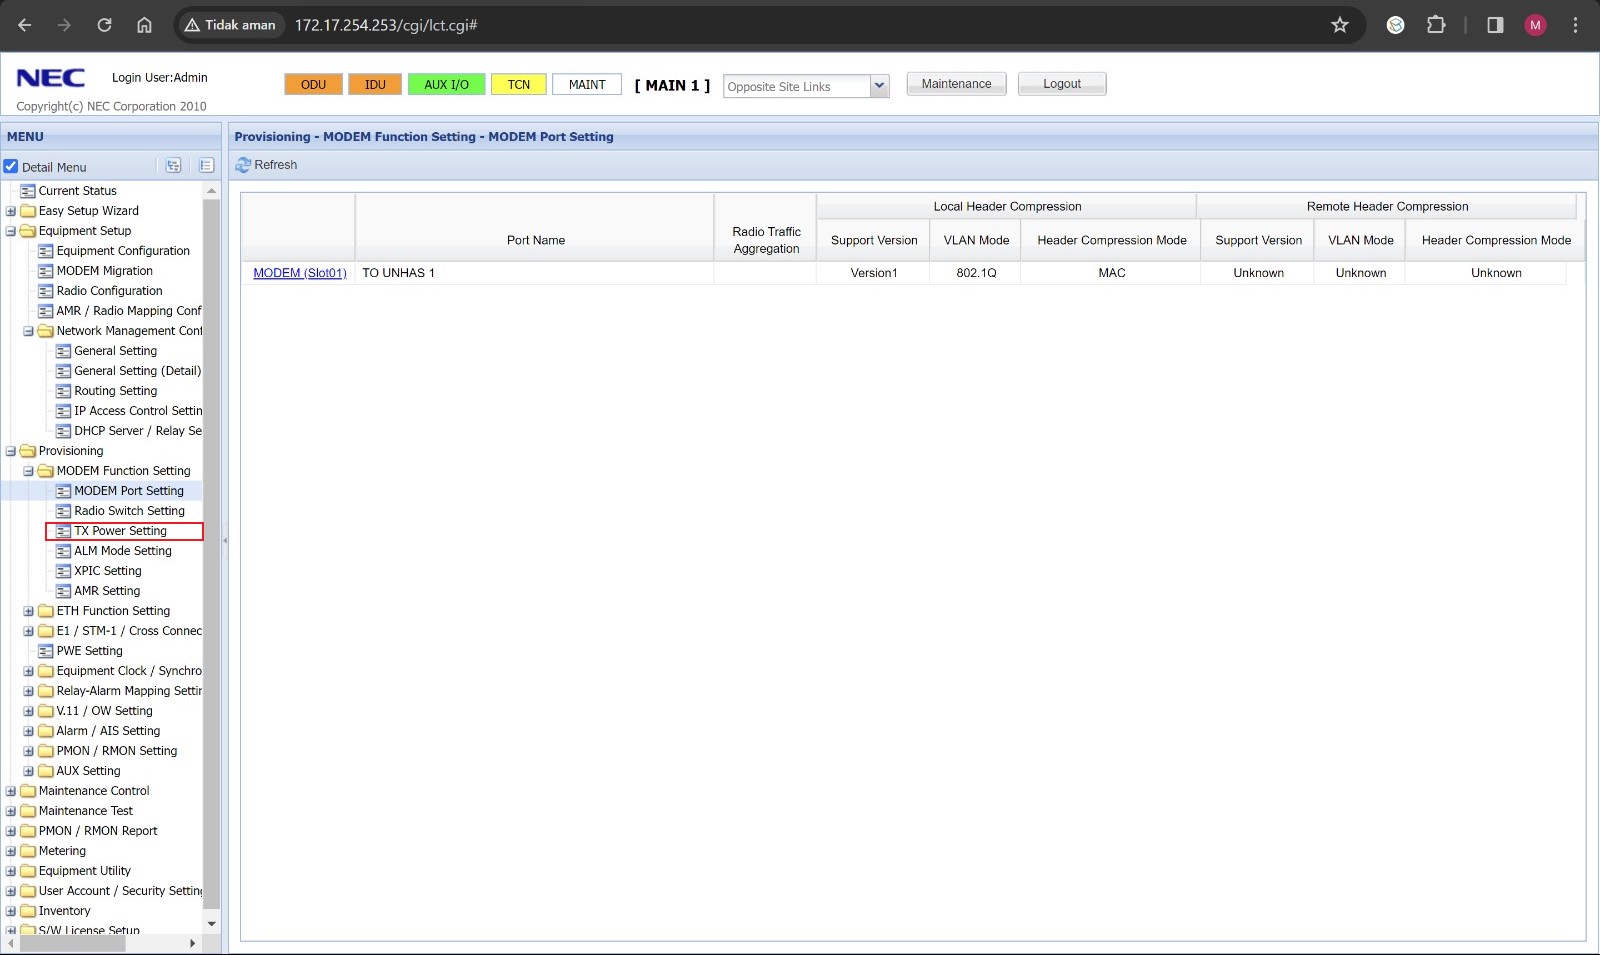 Tidak aman
172.17.254.253/cgi/lct.cgi#
M
NEC
Login User:Admin
ODU
IDU
AUX I/O
TCN
MAINT
[ MAIN 1 ]
Opposite Site Links
Maintenance
Logout
Copyright(c) NEC Corporation 2010
MENU
Detail Menu
Current Status
Easy Setup Wizard
Equipment Setup
Equipment Configuration
MODEM Migration
Radio Configuration
AMR / Radio Mapping Conf
Network Management Conf
General Setting
General Setting (Detail)
Routing Setting
IP Access Control Settin
DHCP Server / Relay Se
Provisioning
MODEM Function Setting
MODEM Port Setting
Radio Switch Setting
TX Power Setting
ALM Mode Setting
XPIC Setting
AMR Setting
ETH Function Setting
E1 / STM-1 / Cross Connec
PWE Setting
Equipment Clock / Synchro
Relay-Alarm Mapping Settin
V.11 / OW Setting
Alarm / AIS Setting
PMON / RMON Setting
AUX Setting
Maintenance Control
Maintenance Test
PMON / RMON Report
Metering
Equipment Utility
User Account / Security Setting
Inventory
S/W License Setup
Provisioning - MODEM Function Setting - MODEM Port Setting
Refresh
Port Name
Radio Traffic
Aggregation
Local Header Compression
Remote Header Compression
Support Version
VLAN Mode
Header Compression Mode
Support Version
VLAN Mode
Header Compression Mode
MODEM (Slot01)
TO UNHAS 1
Version1
802.1Q
MAC
Unknown
Unknown
Unknown